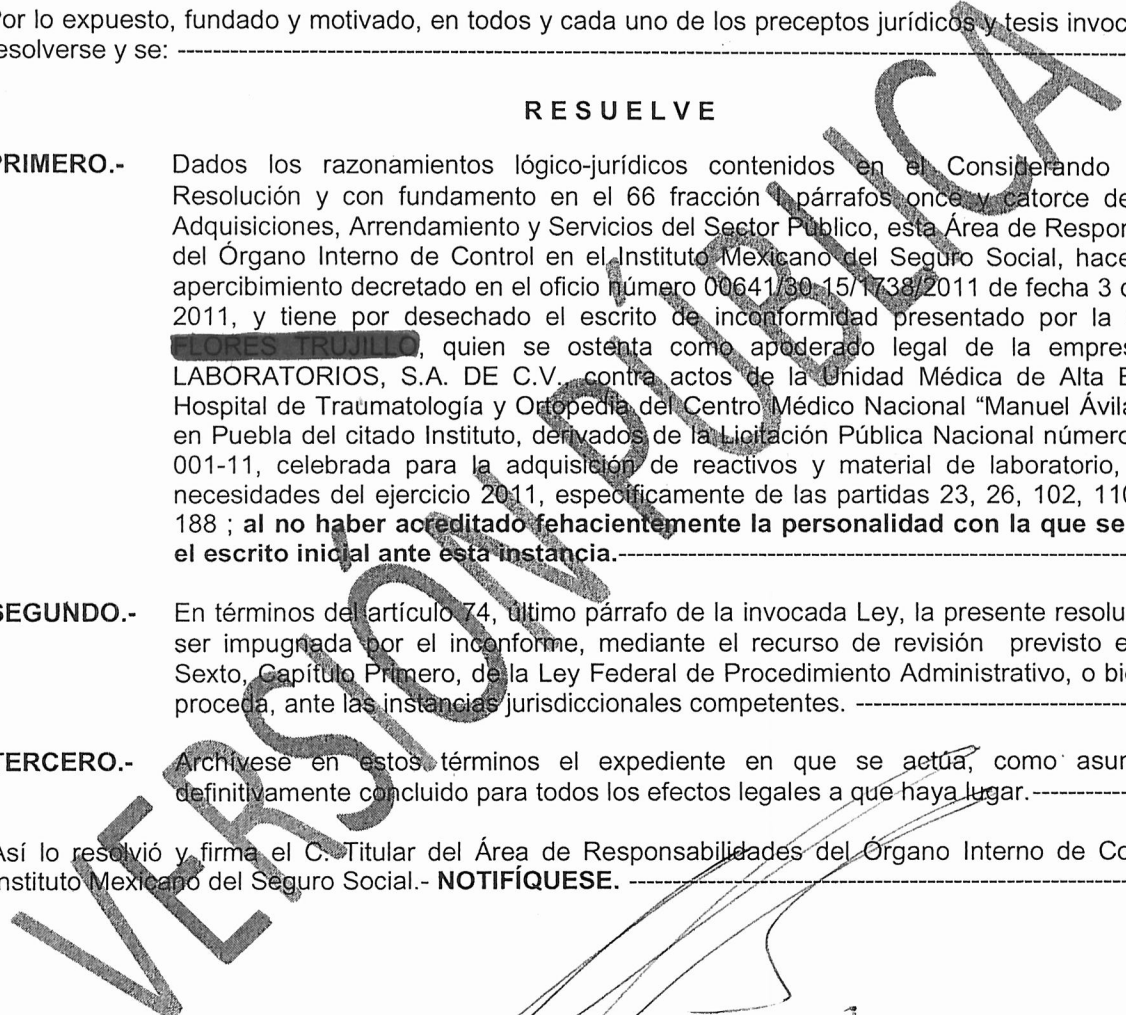 Por lo expuesto, fundado y motivado, en todos y cada uno de los preceptos jurídicos y tesis invoc
esolverse y se: ------------------------------------------------------------
R E S U E L V E
PRIMERO.- Dados los razonamientos lógico-jurídicos contenidos en el Considerando
Resolución y con fundamento en el 66 fracción I, párrafos once y catorce de
Adquisiciones, Arrendamiento y Servicios del Sector Público, esta Área de Respon
del Órgano Interno de Control en el Instituto Mexicano del Seguro Social, hace
apercibimiento decretado en el oficio número 00641/30-15/1738/2011 de fecha 3 d
2011, y tiene por desechado el escrito de inconformidad presentado por la
, quien se ostenta como apoderado legal de la empres
LABORATORIOS, S.A. DE C.V., contra actos de la Unidad Médica de Alta E
Hospital de Traumatología y Ortopedia del Centro Médico Nacional “Manuel Ávila
en Puebla del citado Instituto, derivados de la Licitación Pública Nacional número
001-11, celebrada para la adquisición de reactivos y material de laboratorio,
necesidades del ejercicio 2011, específicamente de las partidas 23, 26, 102, 110
188 ; al no haber acreditado fehacientemente la personalidad con la que se
el escrito inicial ante esta instancia.------------------------------------------------------------
SEGUNDO.- En términos del artículo 74, último párrafo de la invocada Ley, la presente resolu
ser impugnada por el inconforme, mediante el recurso de revisión previsto e
Sexto, Capítulo Primero, de la Ley Federal de Procedimiento Administrativo, o bie
proceda, ante las instancias jurisdiccionales competentes. ------------------------------
TERCERO.- Archívese en estos términos el expediente en que se actúa, como asun
definitivamente concluido para todos los efectos legales a que haya lugar.-----------
Así lo resolvió y firma el C. Titular del Área de Responsabilidades del Órgano Interno de Co
Instituto Mexicano del Seguro Social.- NOTIFÍQUESE. ------------------------------------------------------------
VERSIÓN PÚBLICA